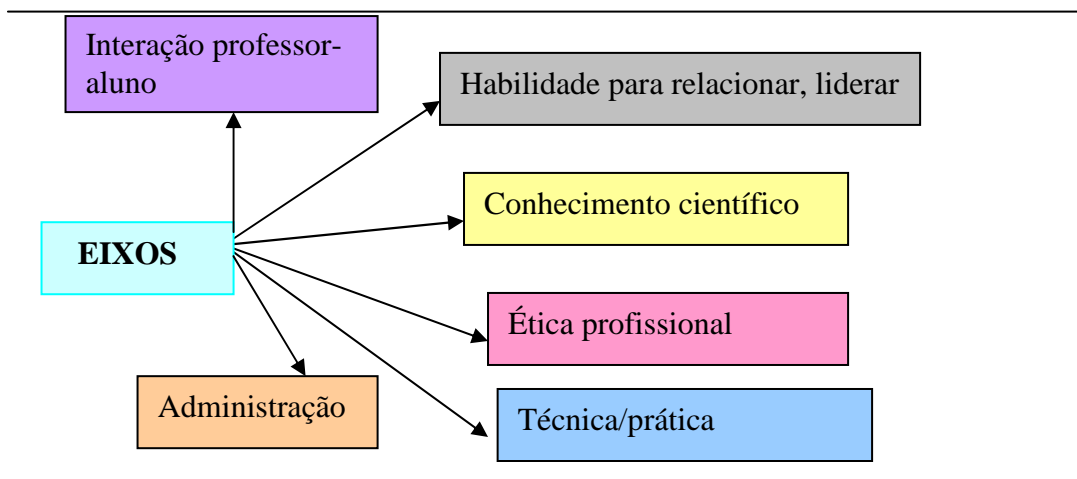 Interação professor-
aluno
Habilidade para relacionar, liderar
Conhecimento científico
EIXOS
Ética profissional
Administração
Técnica/prática